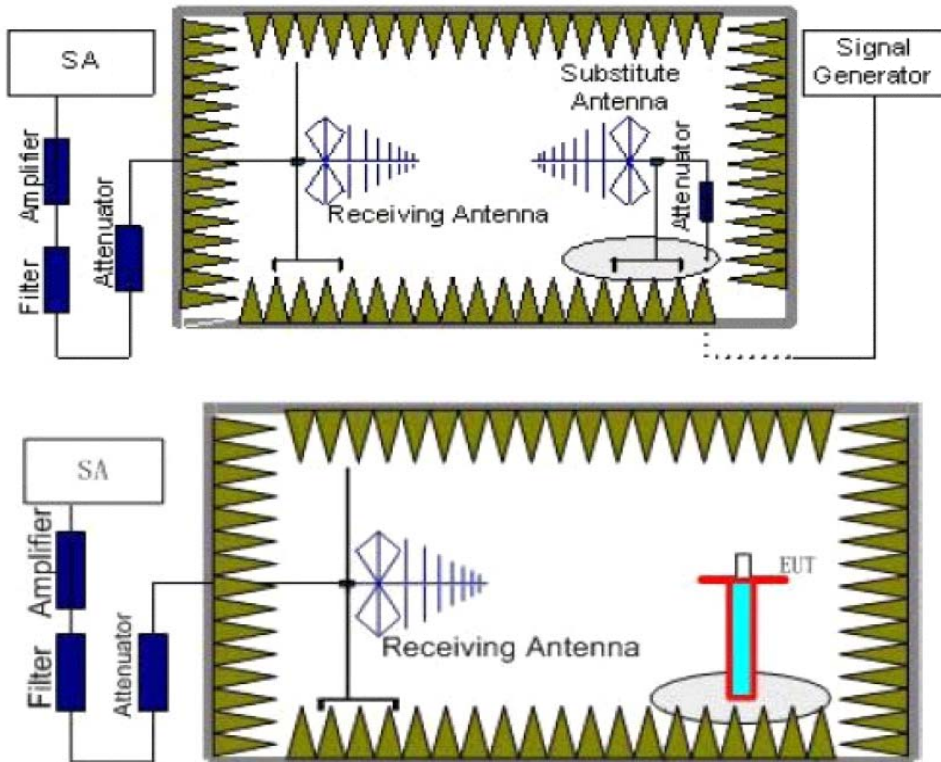 SA
Amplifier
Filter
Attenuator
Receiving Antenna
Substitute
Antenna
Attenuator
Signal
Generator
SA
Amplifier
Filter
Attenuator
Receiving Antenna
EUT